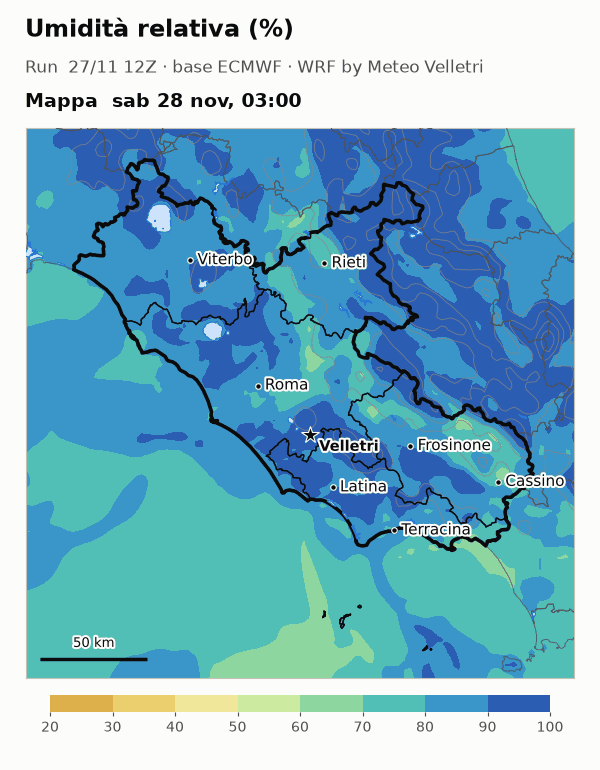 Umidità relativa (%)
Run  27/11 12Z · base ECMWF · WRF by Meteo Velletri
Mappa  sab 28 nov, 03:00
Viterbo
Rieti
Roma
Velletri
Frosinone
Cassino
Latina
Terracina
50 km
20 30 40 50 60 70 80 90 100